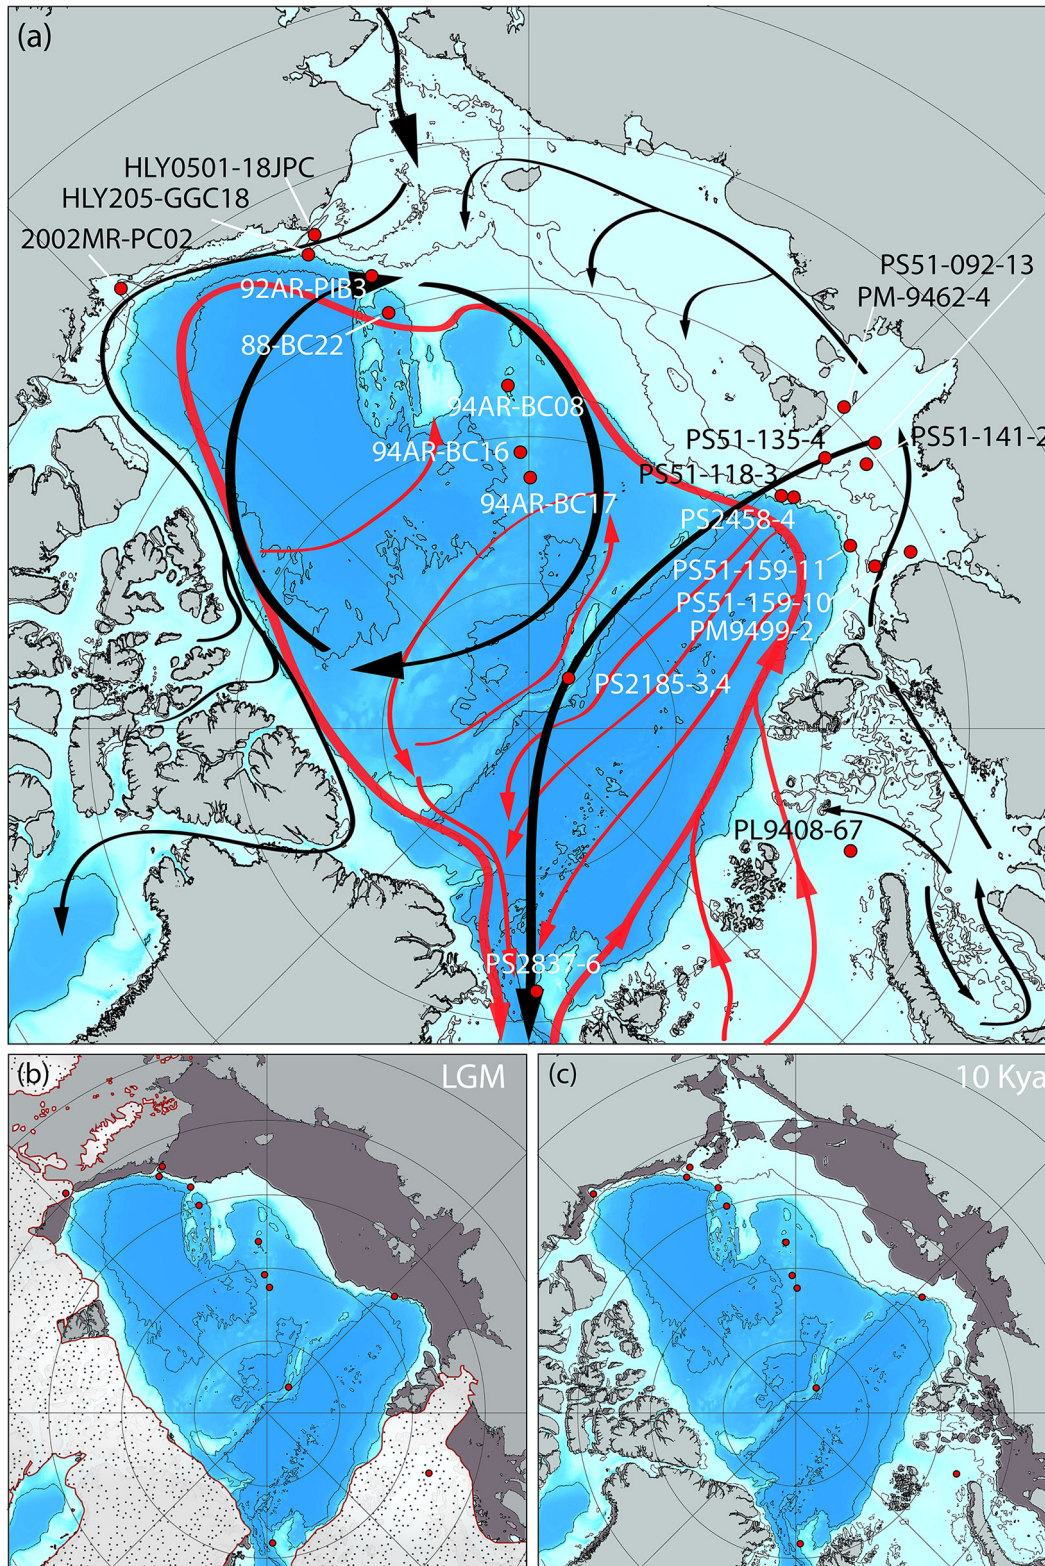 (a)
HLY0501-18JPC
HLY205-GGC18
2002MR-PC02
92AR-PIB3
88-BC22
94AR-BC08
94AR-BC16
94AR-BC17
PS51-092-13
PM-9462-4
PS51-135-4
PS51-141-2
PS51-118-3
PS2458-4
PS51-159-11
PS51-159-10
PM9499-2
PS2185-3,4
PL9408-67
PS2837-6
(b)
LGM
(c)
10 Kya